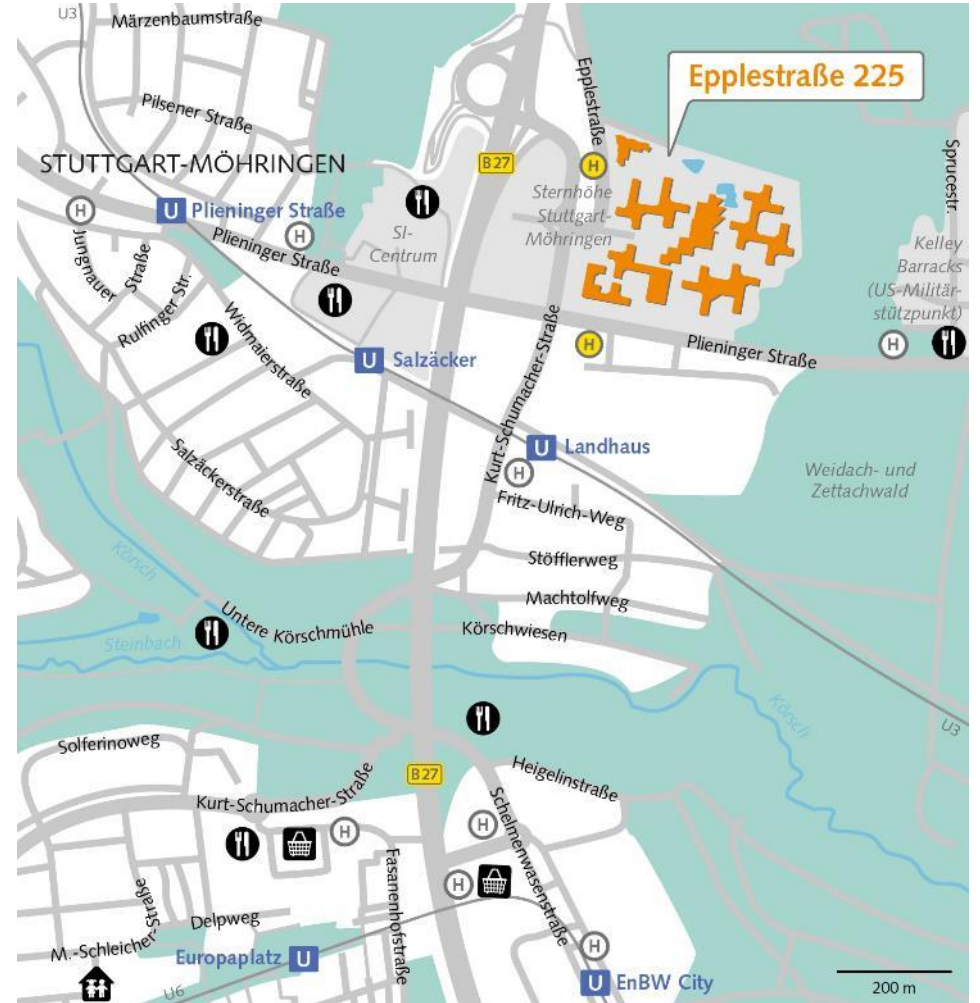 U3
Märzenbaumstraße
Epplestraße
Epplestraße 225
Pilsener Straße
STUTTGART-MÖHRINGEN
B27
H
Sternhöhe
Stuttgart-
Möhringen
Sprucestr.
H
U Plieninger Straße
H
SI-
Centrum
Jungnauer
Straße
Plieninger Straße
Kelley
Barracks
(US-Militär-
stützpunkt)
Rulfinger Str.
Widmaierstraße
H
Plieninger Straße
H
U Salzäcker
Kurt-Schumacher-Straße
U Landhaus
H
Salzäckerstraße
Weidach- und
Zettachwald
Fritz-Ulrich-Weg
Stöfflerweg
Körsch
Machtolfweg
Untere Körschmühle
Körschwiesen
Steinbach
Körsch
U3
Solferinoweg
B27
Heigelinstraße
Kurt-Schumacher-Straße
H
H
Schelmenwasenstraße
Fasanenhofstraße
H
Delpweg
M.-Schleicher-Straße
Europaplatz U
H
U EnBW City
U6
200 m